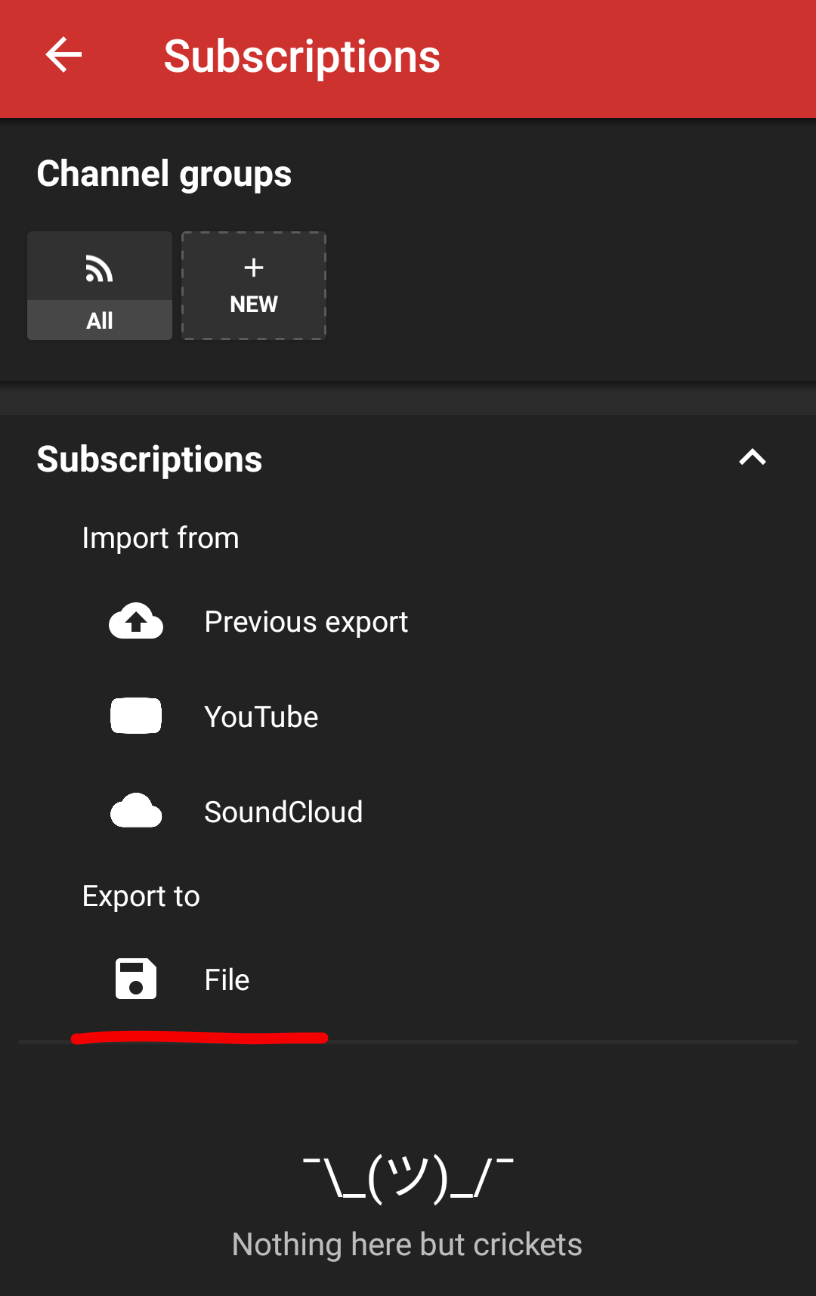 Subscriptions
Channel groups
All
+
NEW
Subscriptions
Import from
Previous export
YouTube
SoundCloud
Export to
File
¯\_(ツ)_/¯
Nothing here but crickets